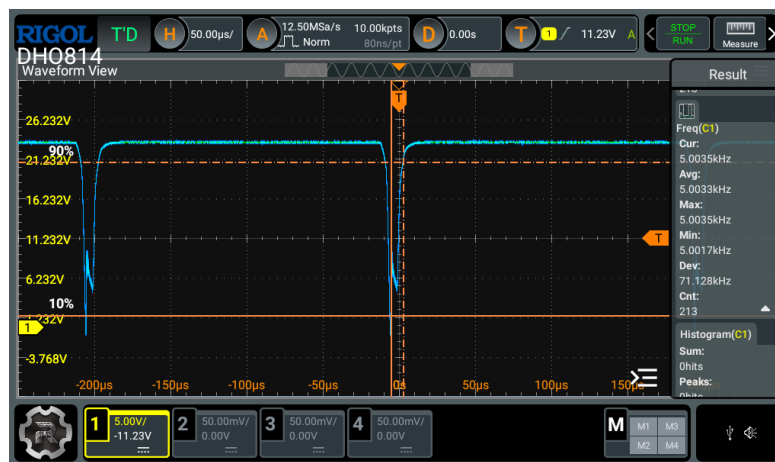 RIGOL T'D H 50.00µs/ A 12.50MSa/s 10.00kpts D 0.00s T 1 11.23V A STOP
Norm 80ns/pt RUN Measure
DHO814
Waveform View Result
T
26.232V
90%
21.232V
16.232V
11.232V T
6.232V
10%
1
-3.768V
-200µs -150µs -100µs -50µs 0s 50µs 100µs
Freq(C1)
Cur:
5.0035kHz
Avg:
5.0033kHz
Max:
5.0035kHz
Min:
5.0017kHz
Dev:
71.128kHz
Cnt:
213
Histogram(C1)
Sum:
0hits
Peaks:
1 5.00V/ 2 50.00mV/ 3 50.00mV/ 4 50.00mV/ M M1 M3
-11.23V 0.00V 0.00V 0.00V M2 M4